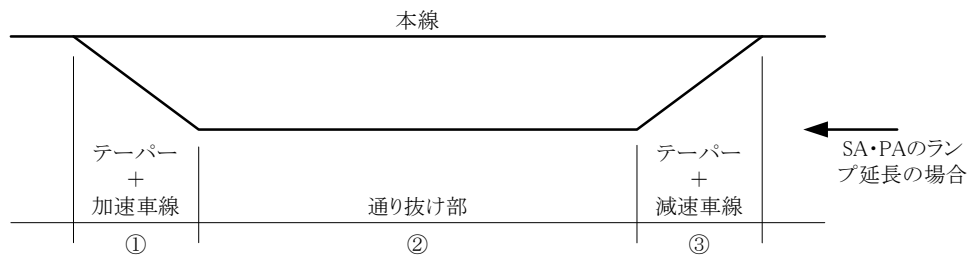 本線
テーパー
+
加速車線
通り抜け部
テーパー
+
減速車線
SA・PAのラン
プ延長の場合
①
②
③